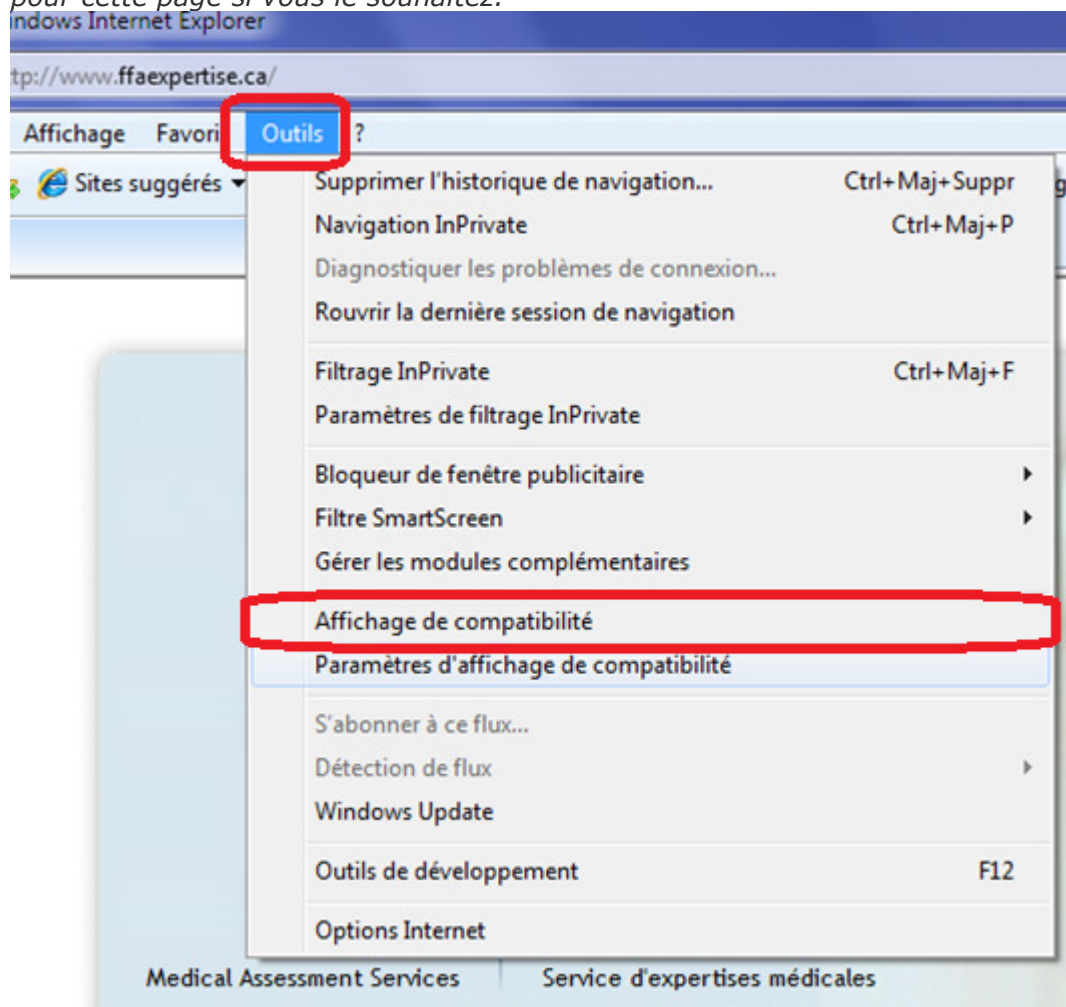 pour cette page si vous le souhaitez.
indows Internet Explorer
tp://www.ffaexpertise.ca/
Affichage Favori Outils ?
Sites suggérés
Supprimer l'historique de navigation... Ctrl+Maj+Suppr
Navigation InPrivate Ctrl+Maj+P
Diagnostiquer les problèmes de connexion...
Rouvrir la dernière session de navigation
Filtrage InPrivate Ctrl+Maj+F
Paramètres de filtrage InPrivate
Bloqueur de fenêtre publicitaire
Filtre SmartScreen
Gérer les modules complémentaires
Affichage de compatibilité
Paramètres d'affichage de compatibilité
S'abonner à ce flux...
Détection de flux
Windows Update
Outils de développement F12
Options Internet
Medical Assessment Services Service d'expertises médicales